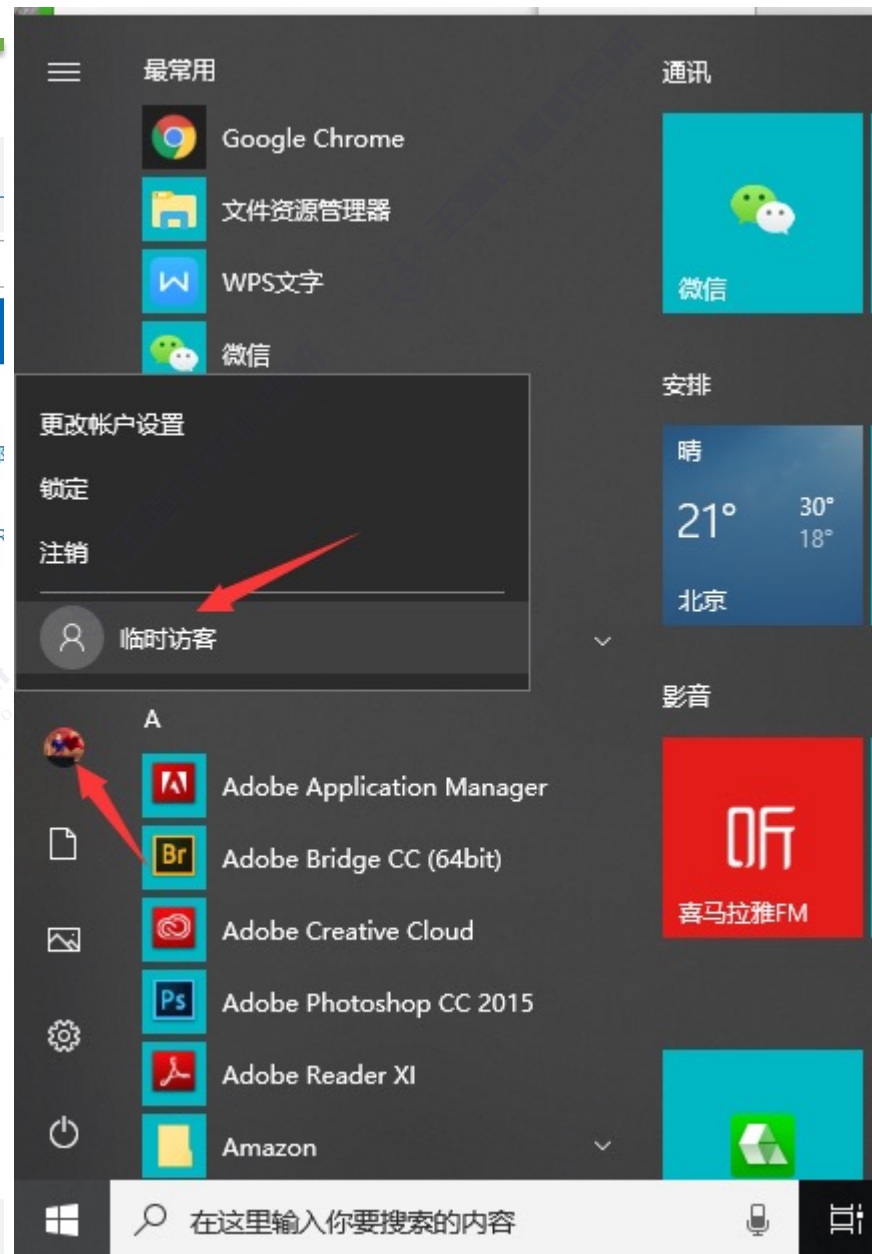 最常用
Google Chrome
文件资源管理器
WPS文字
微信
更改帐户设置
锁定
注销
临时访客
A
Adobe Application Manager
Adobe Bridge CC (64bit)
Adobe Creative Cloud
Adobe Photoshop CC 2015
Adobe Reader XI
Amazon
通讯
微信
安排
晴
21° 30°
18°
北京
影音
听
喜马拉雅FM
在这里输入你要搜索的内容